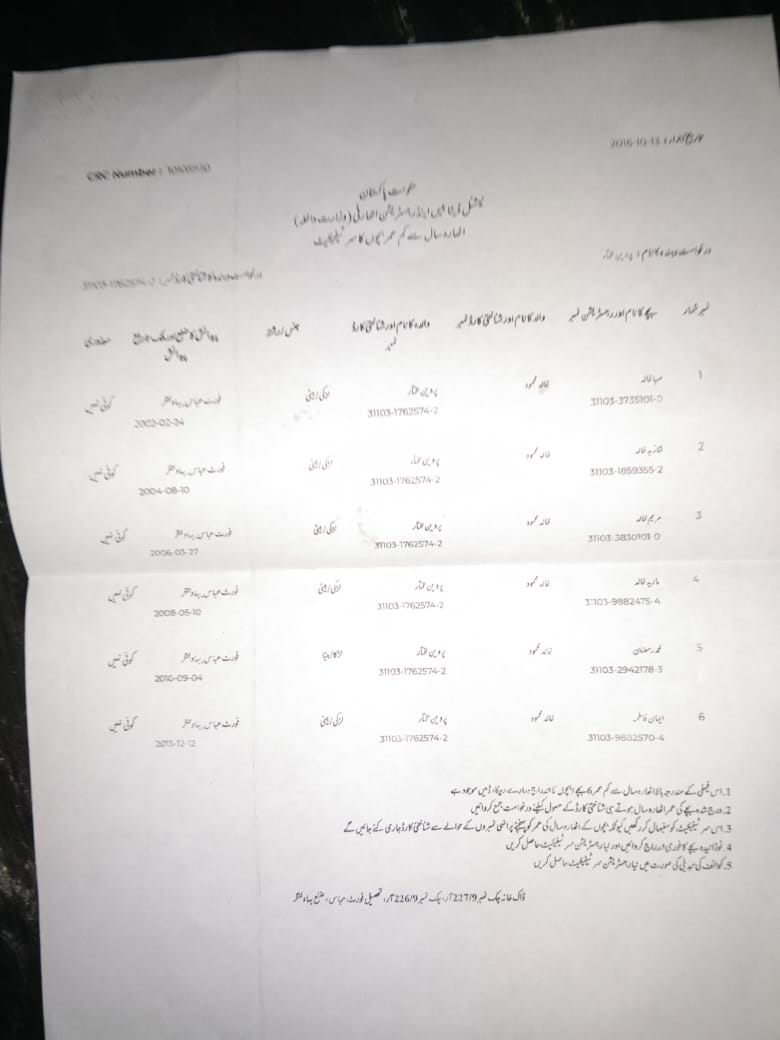 تاریخ اجراء : 13-10-2016
CRC Number :
حکومت پاکستان
نیشنل ڈیٹا بیس اینڈ رجسٹریشن اتھارٹی (وزارت داخلہ)
اٹھارہ سال سے کم عمر بچوں کا سرٹیفیکیٹ
درخواست دہندہ کا نام : پروین مختار
درخواست دہندہ کا شناختی کارڈ نمبر : 31103-1762574-2
نمبر شمار بچے کا نام اور رجسٹریشن نمبر والد کا نام اور شناختی کارڈ نمبر والدہ کا نام اور شناختی کارڈ نمبر جنس/رشتہ پیدائش کا ضلع اور ملک، تاریخ پیدائش معذوری
1 صبا خالد خالد محمود پروین مختار لڑکی/بیٹی فورٹ عباس، بہاولنگر کوئی نہیں
31103-3735101-0 31103-1762574-2 2002-02-24
2 شازیہ خالد خالد محمود پروین مختار لڑکی/بیٹی فورٹ عباس، بہاولنگر کوئی نہیں
31103-1859355-2 31103-1762574-2 2004-08-10
3 مریم خالد خالد محمود پروین مختار لڑکی/بیٹی فورٹ عباس، بہاولنگر کوئی نہیں
31103-3830101-0 31103-1762574-2 2006-03-27
4 ماریہ خالد خالد محمود پروین مختار لڑکی/بیٹی فورٹ عباس، بہاولنگر کوئی نہیں
31103-9882475-4 31103-1762574-2 2008-05-10
5 محمد رمضان خالد محمود پروین مختار لڑکا/بیٹا فورٹ عباس، بہاولنگر کوئی نہیں
31103-2942178-3 31103-1762574-2 2010-09-04
6 ایمان فاطمہ خالد محمود پروین مختار لڑکی/بیٹی فورٹ عباس، بہاولنگر کوئی نہیں
31103-9882570-4 31103-1762574-2 2013-12-12
1. اس فیملی کے مندرجہ بالا اٹھارہ سال سے کم عمر 6 بچے/بچوں کا اندراج ہمارے ریکارڈ میں موجود ہے
2. درج شدہ بچے کی عمر اٹھارہ سال ہوتے ہی شناختی کارڈ کے حصول کیلئے درخواست جمع کروائیں
3. اس سرٹیفیکیٹ کو سنبھال کر رکھیں کیونکہ بچوں کے اٹھارہ سال کی عمر کو پہنچنے پر انہی نمبروں کے حوالے سے شناختی کارڈ جاری کئے جائیں گے
4. نوزائیدہ بچے کا فوری اندراج کروائیں اور نیا رجسٹریشن سرٹیفیکیٹ حاصل کریں
5. کوائف کی تبدیلی کی صورت میں نیا رجسٹریشن سرٹیفیکیٹ حاصل کریں
ڈاک خانہ چک نمبر 227/9 آر، چک نمبر 226/9 آر، تحصیل فورٹ عباس، ضلع بہاولنگر